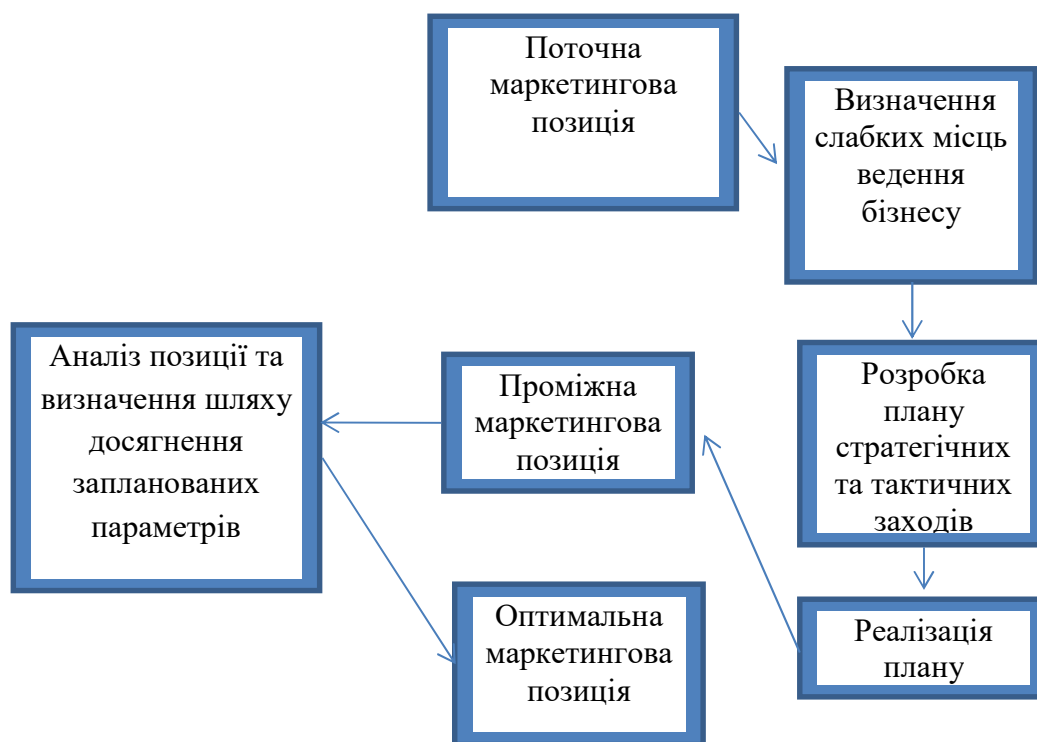 Поточна
маркетингова
позиція
Визначення
слабких місць
ведення
бізнесу
Розробка
плану
стратегічних
та тактичних
заходів
Реалізація
плану
Проміжна
маркетингова
позиція
Аналіз позиції та
визначення шляху
досягнення
запланованих
параметрів
Оптимальна
маркетингова
позиція